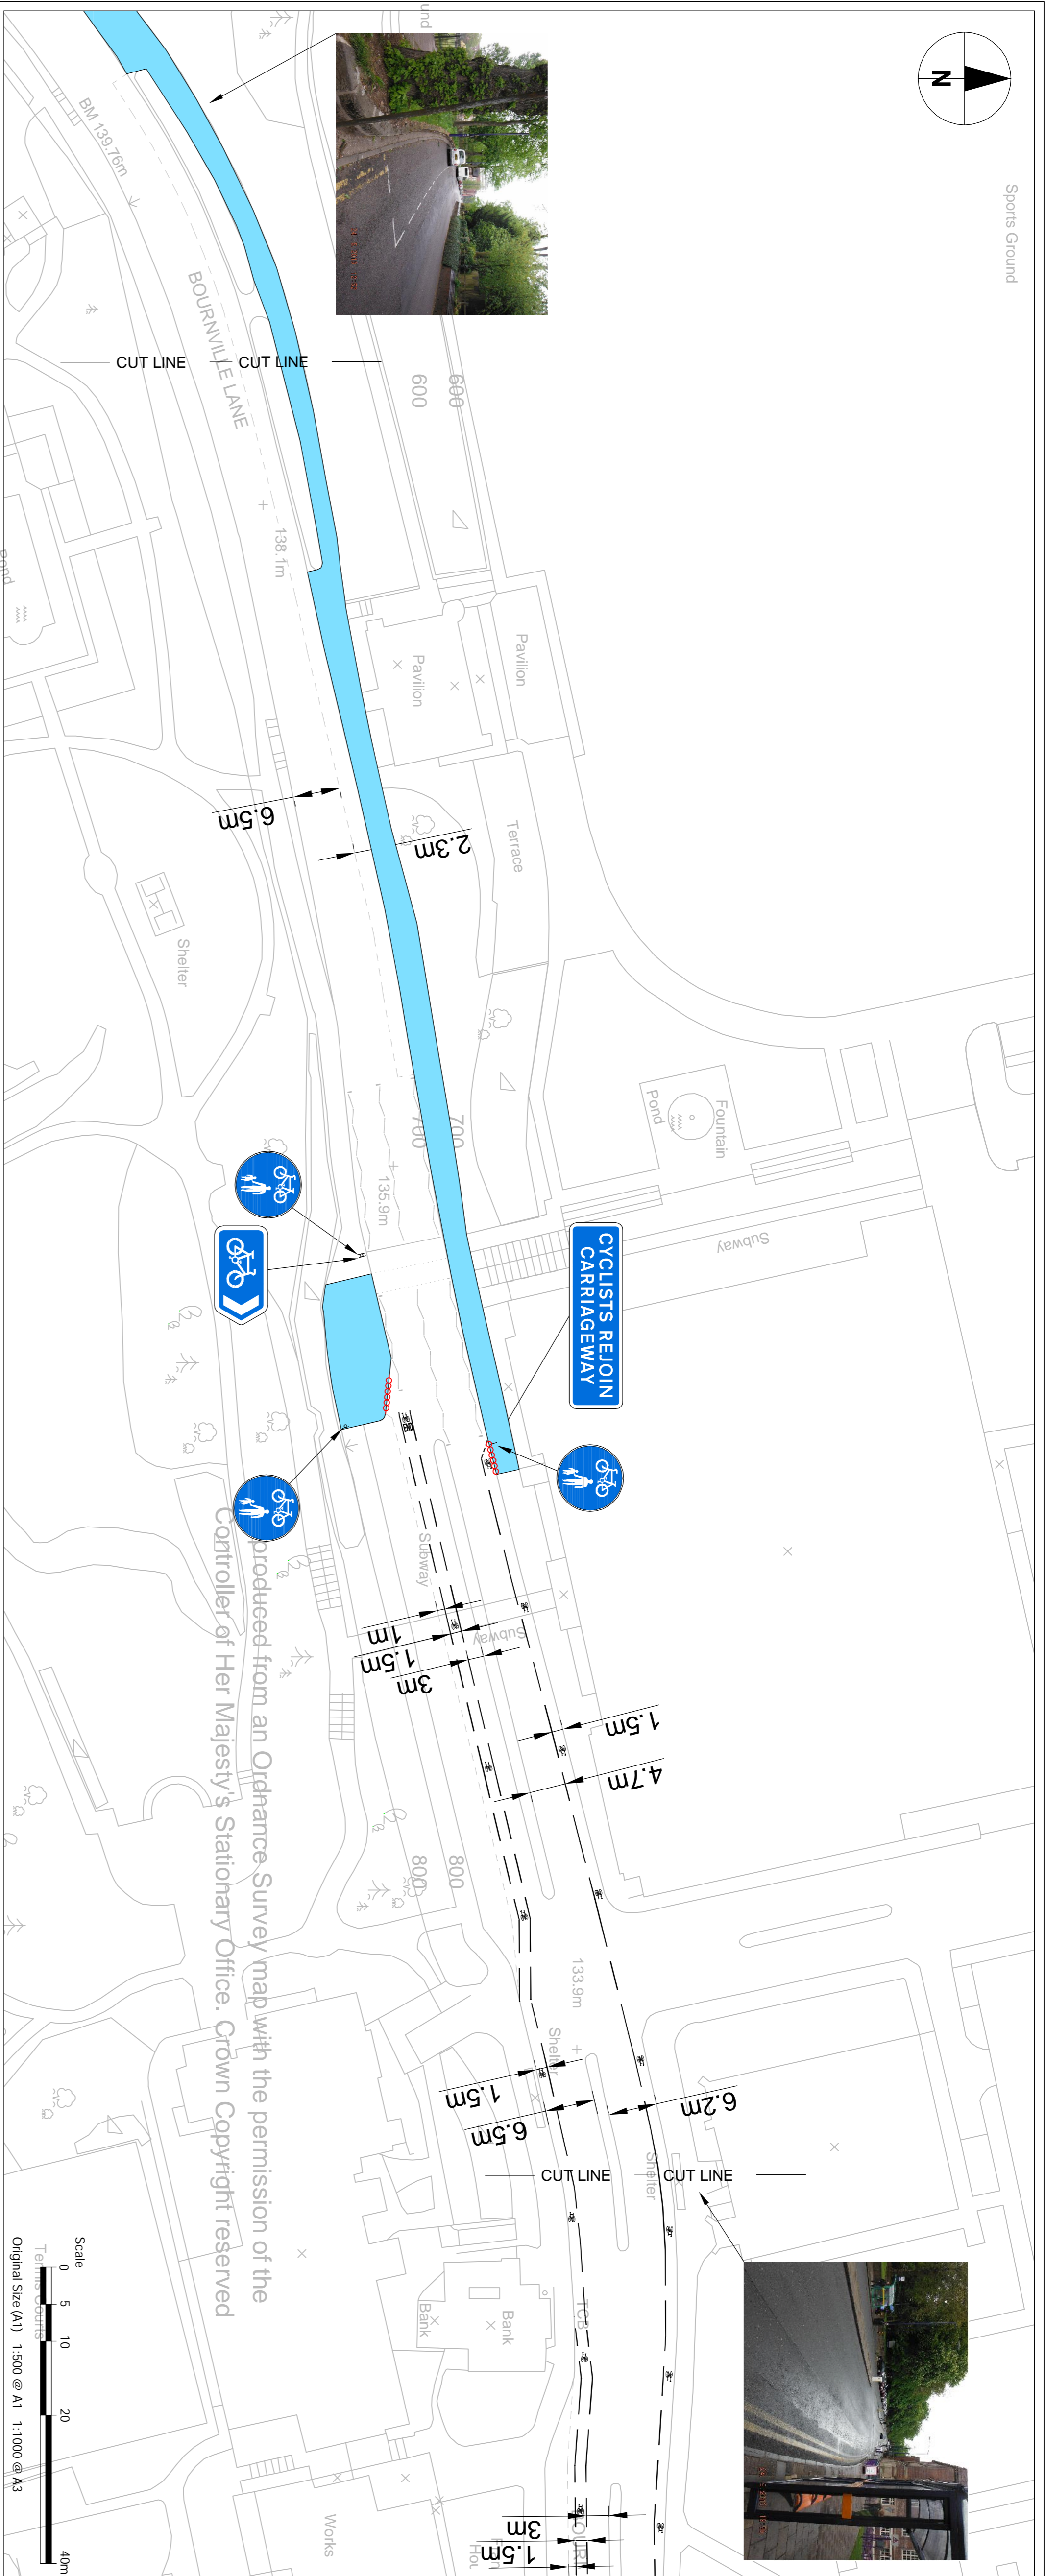 Sports Ground
N
BM 139.76m
BOURNVILLE LANE
CUT LINE
CUT LINE
600
600
138.1m
Pond
Pavilion
Pavilion
Terrace
6.5m
2.3m
Shelter
Fountain
Pond
700
700
135.9m
Subway
CYCLISTS REJOIN
CARRIAGEWAY
Subway
Subway
1m
1.5m
3m
1.5m
4.7m
800
800
133.9m
Shelter
Shelter
1.5m
6.5m
6.2m
CUT LINE
CUT LINE
produced from an Ordnance Survey map with the permission of the
Controller of Her Majesty's Stationary Office. Crown Copyright reserved
Bank
Bank
TCB
Works
3m
1.5m
Tennis Courts
Scale
0 5 10 20 40m
Original Size (A1) 1:500 @ A1 1:1000 @ A3